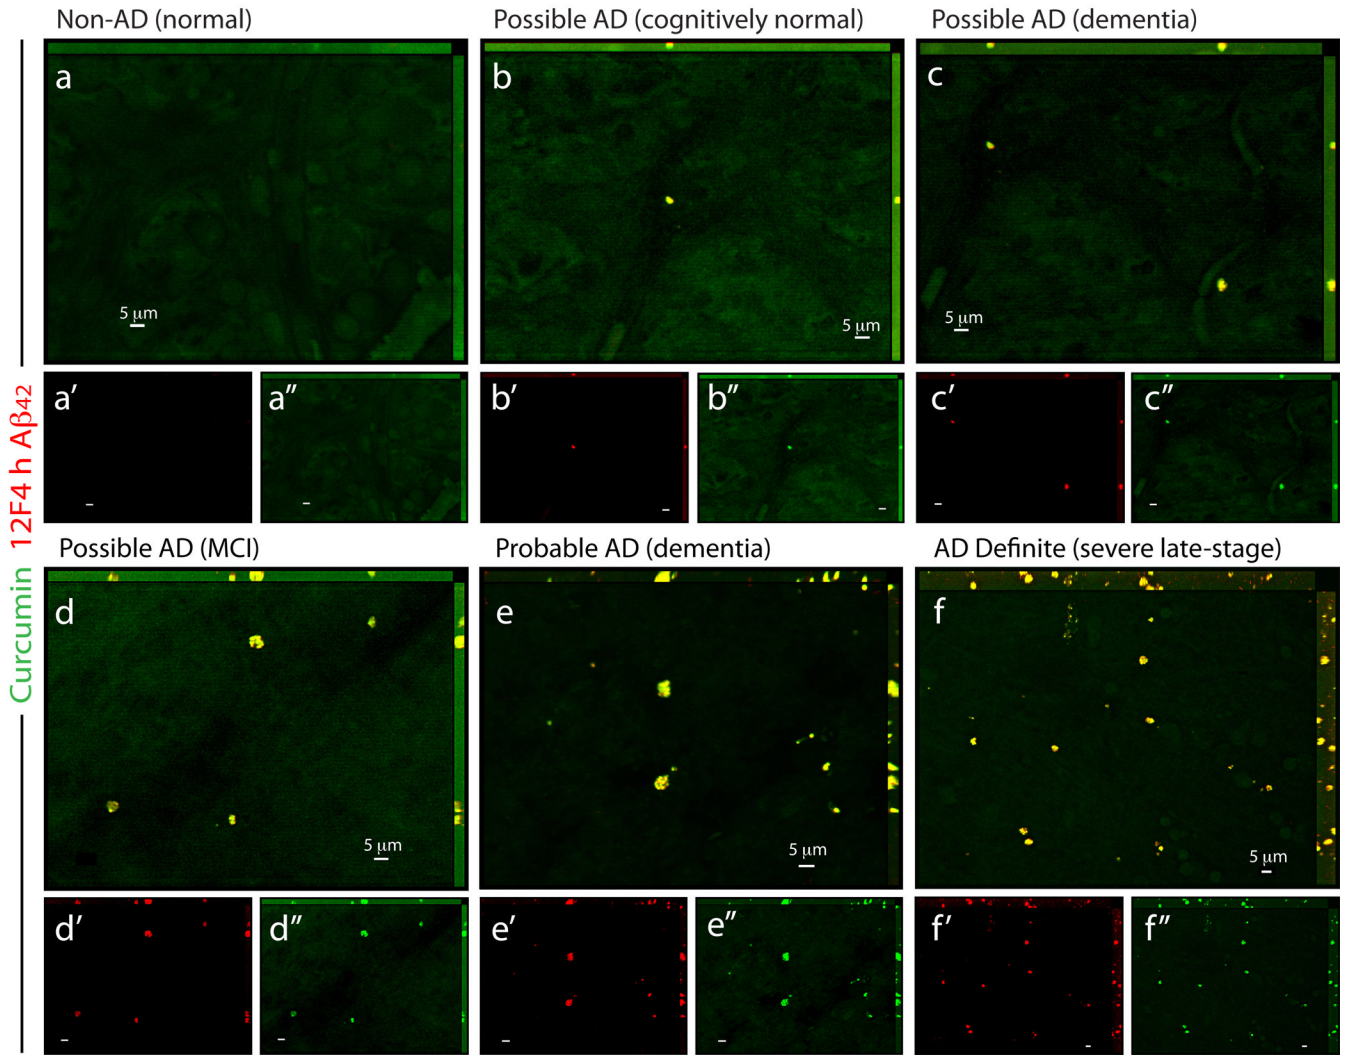 Non-AD (normal)
Possible AD (cognitively normal)
Possible AD (dementia)
a
5 μm
b
5 μm
c
5 μm
a′
a″
b′
b″
c′
c″
Curcumin 12F4 h Aβ42
Possible AD (MCI)
Probable AD (dementia)
AD Definite (severe late-stage)
d
5 μm
e
5 μm
f
5 μm
d′
d″
e′
e″
f′
f″